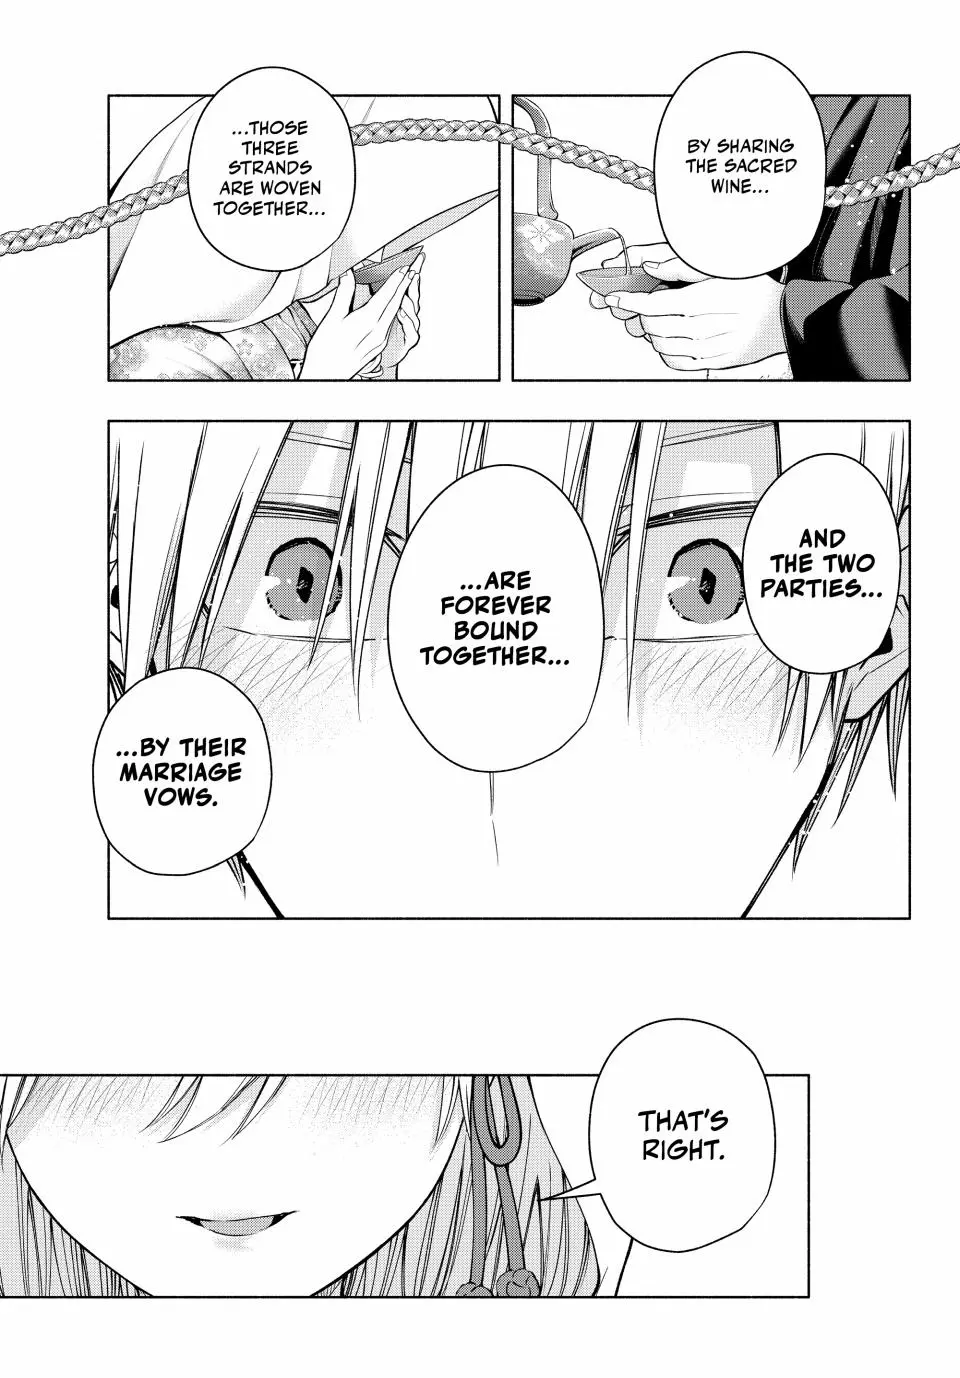 BY SHARING
THE SACRED
WINE...
...THOSE
THREE
STRANDS
ARE WOVEN
TOGETHER...
AND
THE TWO
PARTIES...
...ARE
FOREVER
BOUND
TOGETHER...
...BY THEIR
MARRIAGE
VOWS.
THAT'S
RIGHT.